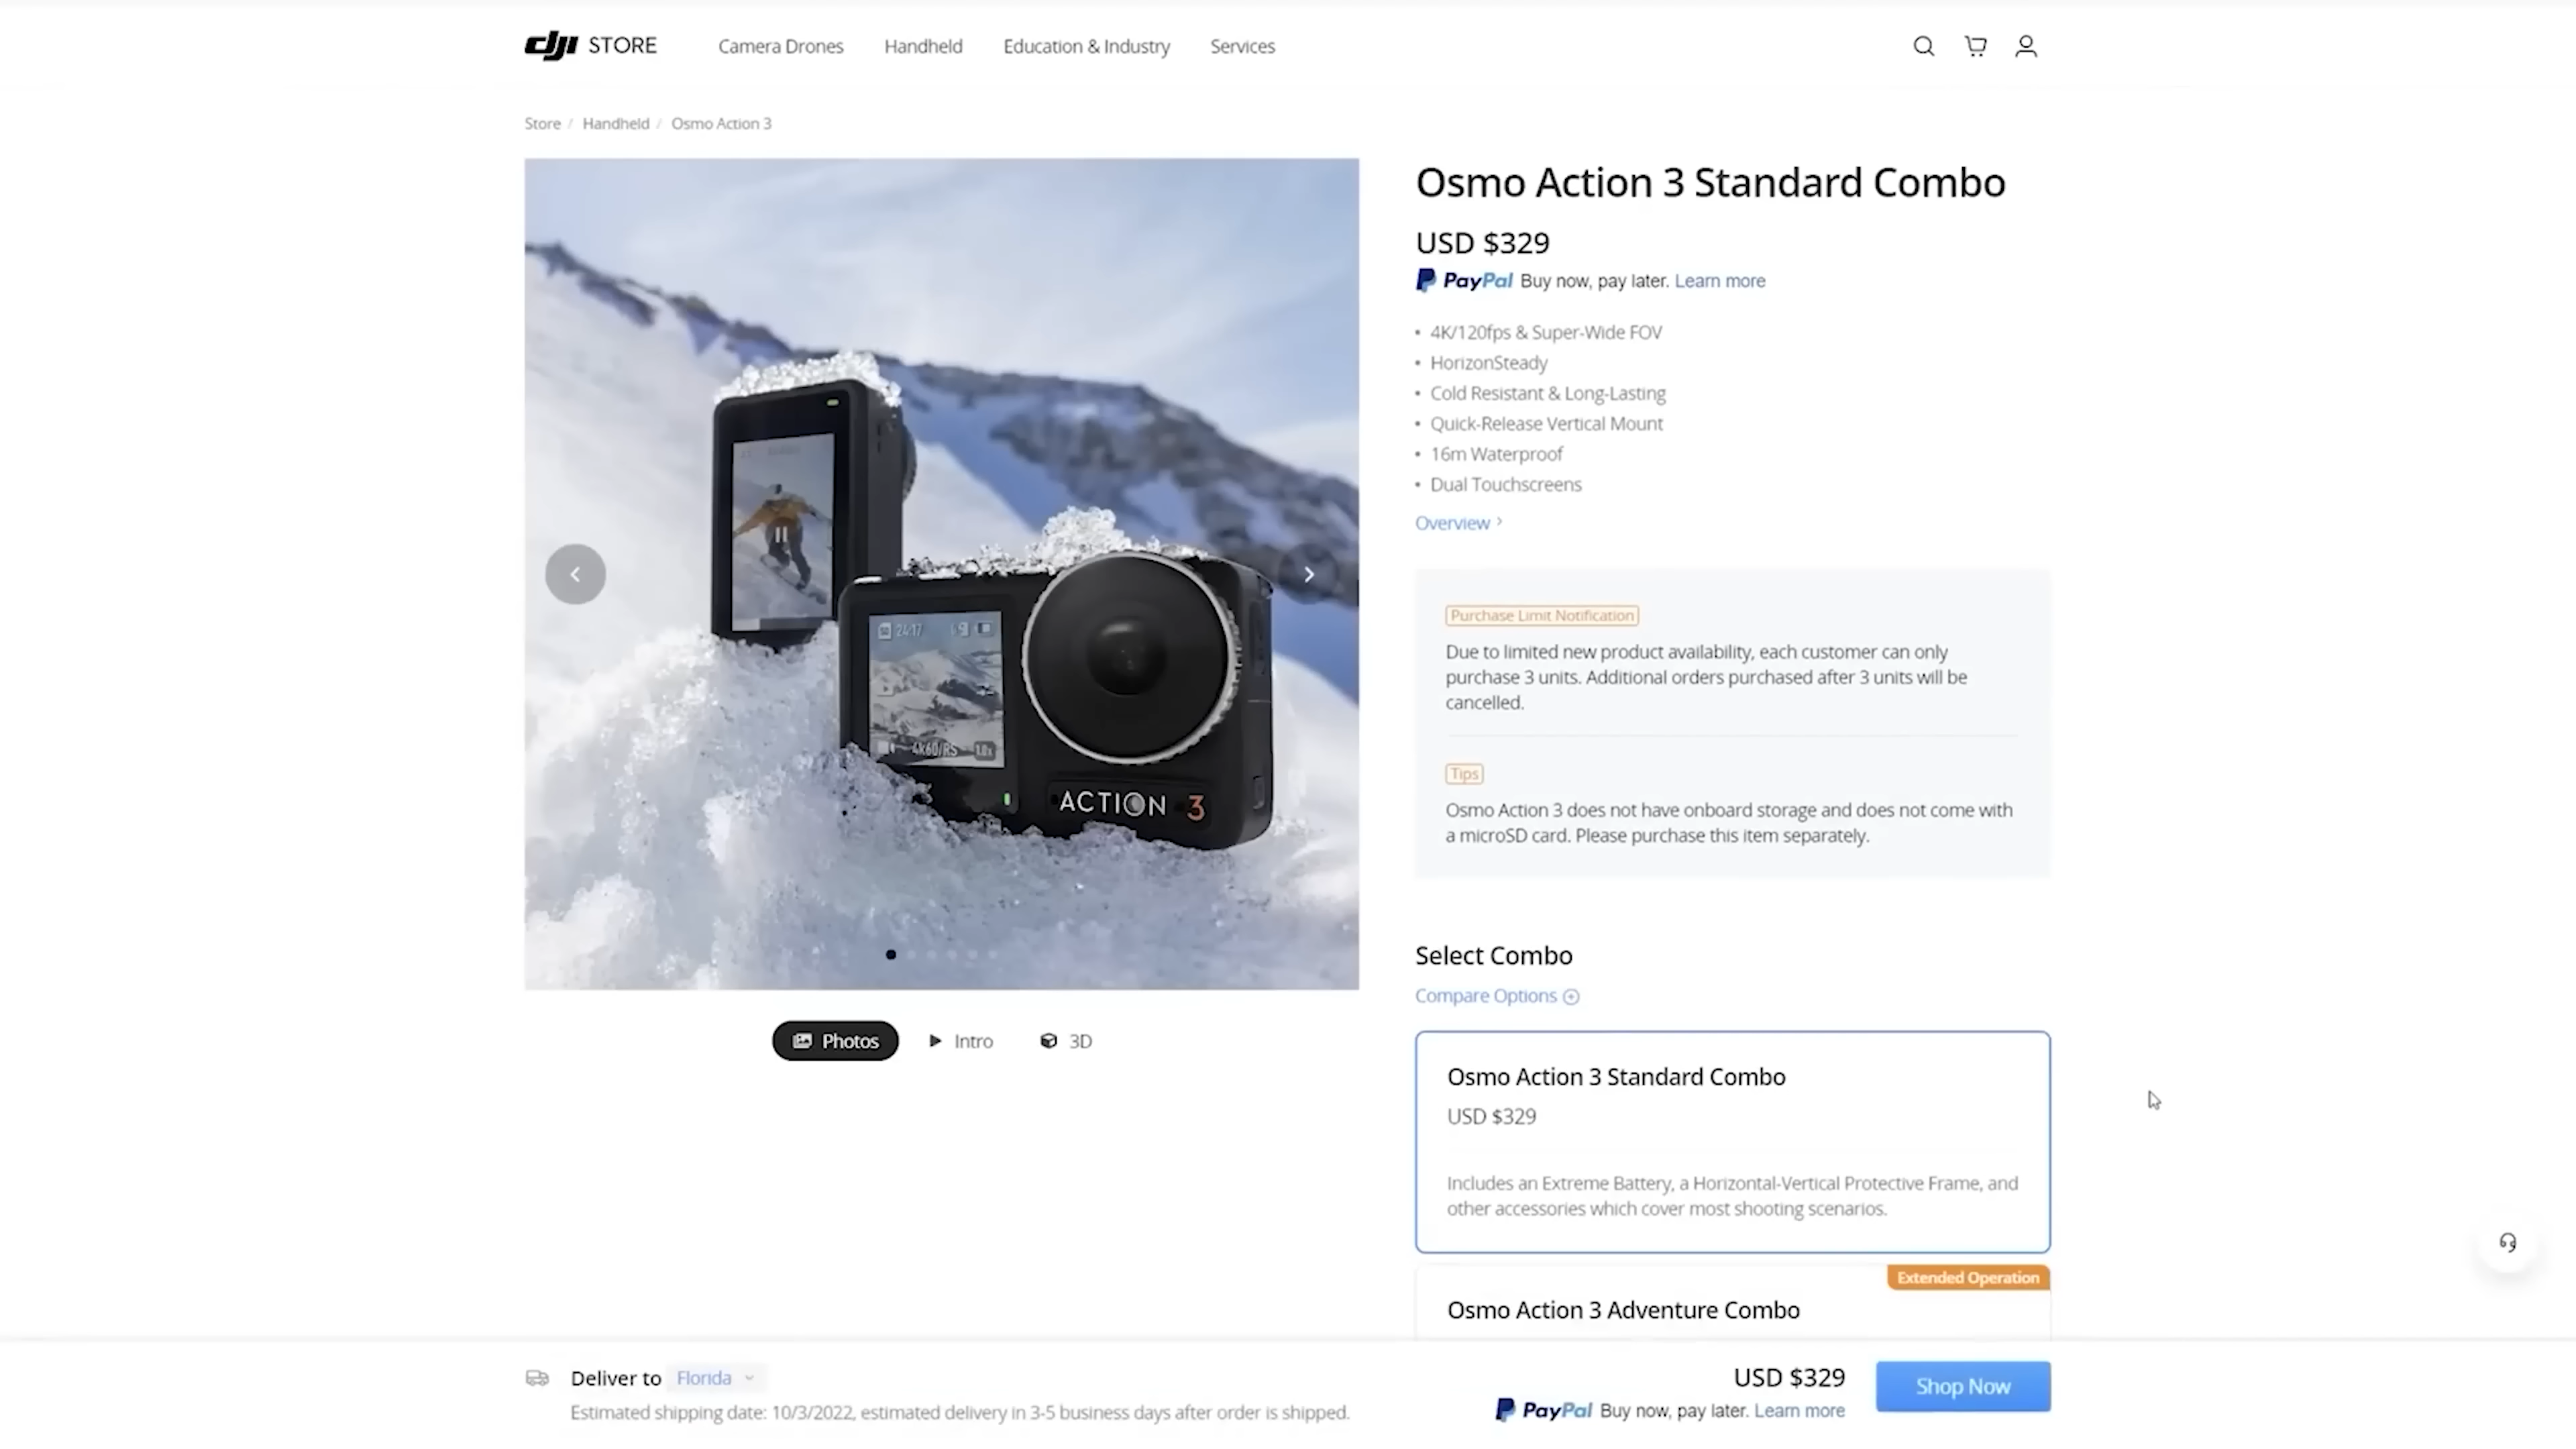 dji STORE
Camera Drones
Handheld
Education & Industry
Services
Store / Handheld / Osmo Action 3
24:17
4K60/RS 1.0x
ACTION 3
Photos
Intro
3D
Osmo Action 3 Standard Combo
USD $329
PayPal Buy now, pay later. Learn more
• 4K/120fps & Super-Wide FOV
• HorizonSteady
• Cold Resistant & Long-Lasting
• Quick-Release Vertical Mount
• 16m Waterproof
• Dual Touchscreens
Overview >
Purchase Limit Notification
Due to limited new product availability, each customer can only
purchase 3 units. Additional orders purchased after 3 units will be
cancelled.
Tips
Osmo Action 3 does not have onboard storage and does not come with
a microSD card. Please purchase this item separately.
Select Combo
Compare Options
Osmo Action 3 Standard Combo
USD $329
Includes an Extreme Battery, a Horizontal-Vertical Protective Frame, and
other accessories which cover most shooting scenarios.
Extended Operation
Osmo Action 3 Adventure Combo
Deliver to Florida
Estimated shipping date: 10/3/2022, estimated delivery in 3-5 business days after order is shipped.
USD $329
PayPal Buy now, pay later. Learn more
Shop Now